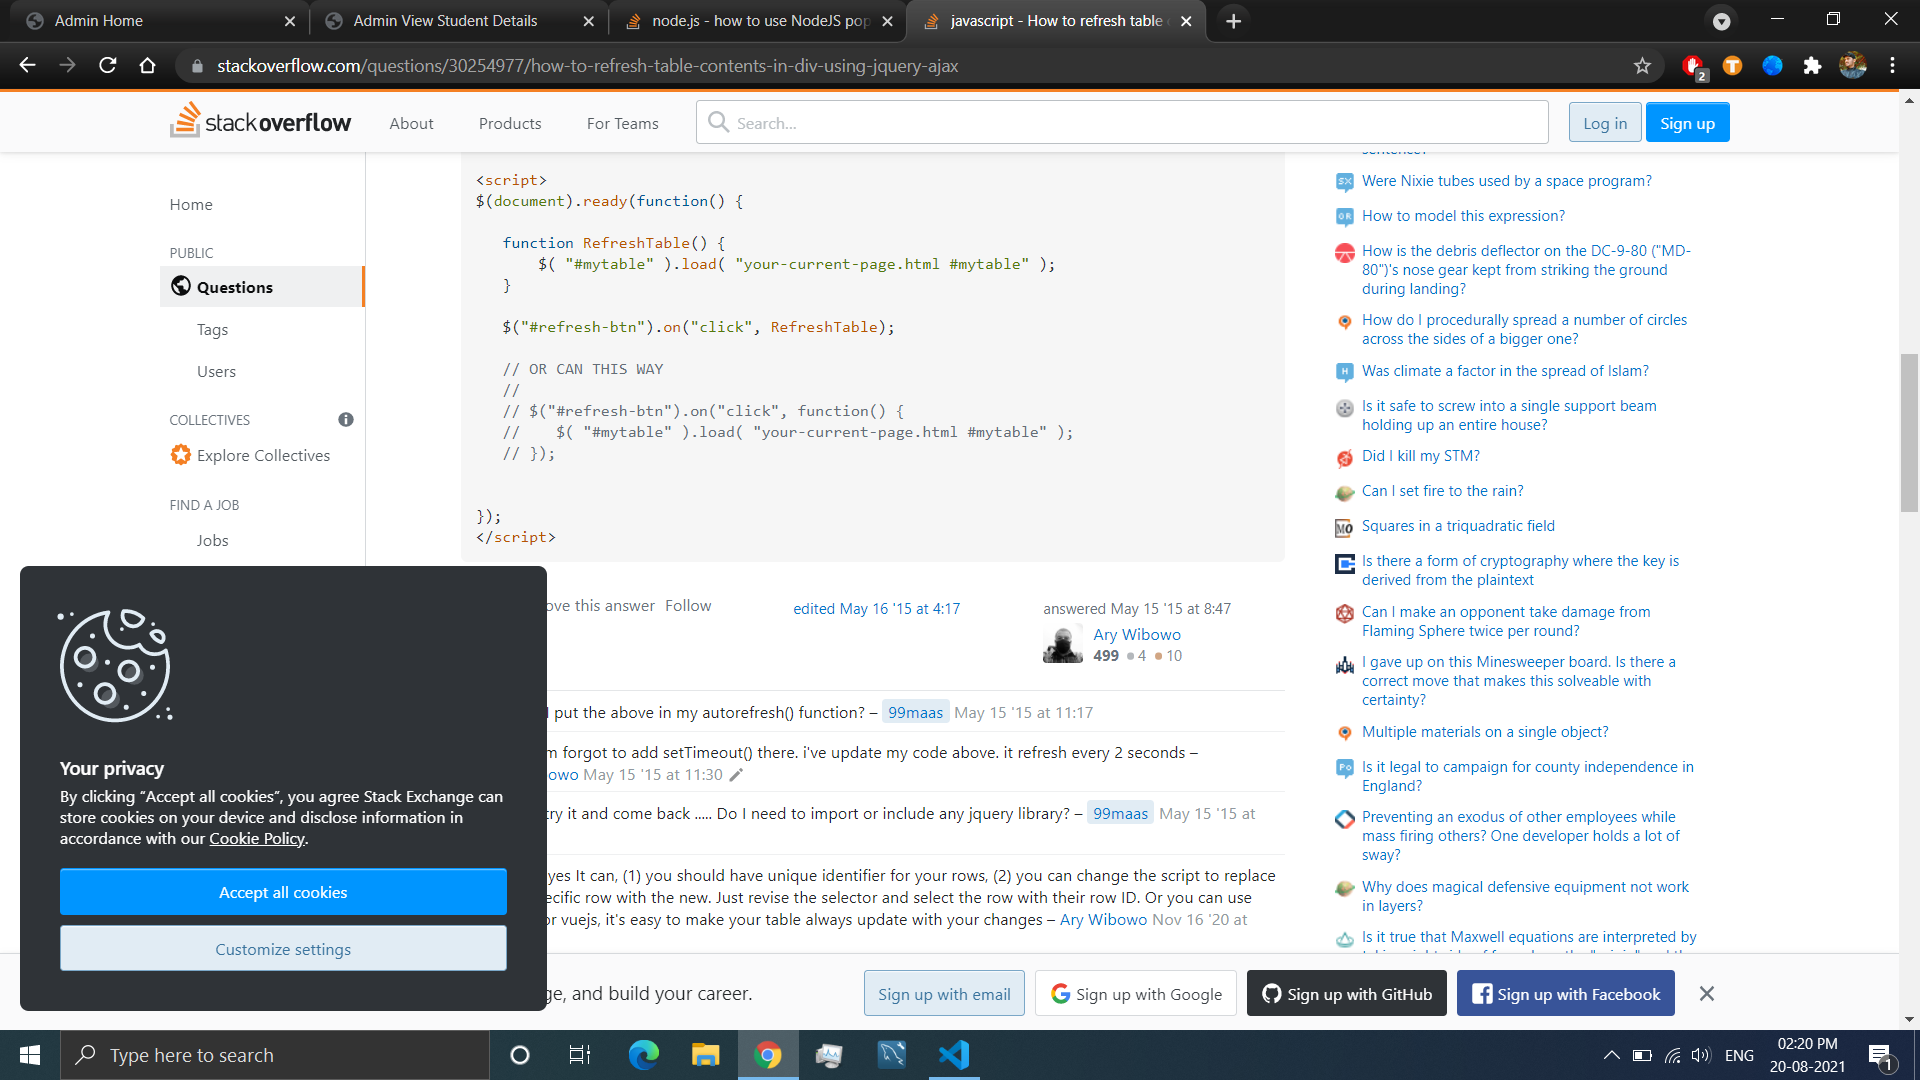 Admin Home
Admin View Student Details
node.js - how to use NodeJS pop
javascript - How to refresh table
stackoverflow.com/questions/30254977/how-to-refresh-table-contents-in-div-using-jquery-ajax
2
stackoverflow
About
Products
For Teams
Search...
Log in
Sign up
Home
PUBLIC
Questions
Tags
Users
COLLECTIVES
Explore Collectives
FIND A JOB
Jobs
<script>
$(document).ready(function() {
function RefreshTable() {
$( "#mytable" ).load( "your-current-page.html #mytable" );
}
$("#refresh-btn").on("click", RefreshTable);
// OR CAN THIS WAY
//
// $("#refresh-btn").on("click", function() {
// $( "#mytable" ).load( "your-current-page.html #mytable" );
// });
});
</script>
ove this answer Follow
edited May 16 '15 at 4:17
answered May 15 '15 at 8:47
Ary Wibowo
499 4 10
put the above in my autorefresh() function? – 99maas May 15 '15 at 11:17
m forgot to add setTimeout() there. i've update my code above. it refresh every 2 seconds –
owo May 15 '15 at 11:30
try it and come back ..... Do I need to import or include any jquery library? – 99maas May 15 '15 at
yes It can, (1) you should have unique identifier for your rows, (2) you can change the script to replace
ecific row with the new. Just revise the selector and select the row with their row ID. Or you can use
or vuejs, it's easy to make your table always update with your changes – Ary Wibowo Nov 16 '20 at
sentence?
Were Nixie tubes used by a space program?
How to model this expression?
How is the debris deflector on the DC-9-80 ("MD-
80")'s nose gear kept from striking the ground
during landing?
How do I procedurally spread a number of circles
across the sides of a bigger one?
Was climate a factor in the spread of Islam?
Is it safe to screw into a single support beam
holding up an entire house?
Did I kill my STM?
Can I set fire to the rain?
Squares in a triquadratic field
Is there a form of cryptography where the key is
derived from the plaintext
Can I make an opponent take damage from
Flaming Sphere twice per round?
I gave up on this Minesweeper board. Is there a
correct move that makes this solveable with
certainty?
Multiple materials on a single object?
Is it legal to campaign for county independence in
England?
Preventing an exodus of other employees while
mass firing others? One developer holds a lot of
sway?
Why does magical defensive equipment not work
in layers?
Is it true that Maxwell equations are interpreted by
Your privacy
By clicking “Accept all cookies”, you agree Stack Exchange can
store cookies on your device and disclose information in
accordance with our Cookie Policy.
Accept all cookies
Customize settings
ge, and build your career.
Sign up with email
Sign up with Google
Sign up with GitHub
Sign up with Facebook
Type here to search
ENG
02:20 PM
20-08-2021
1